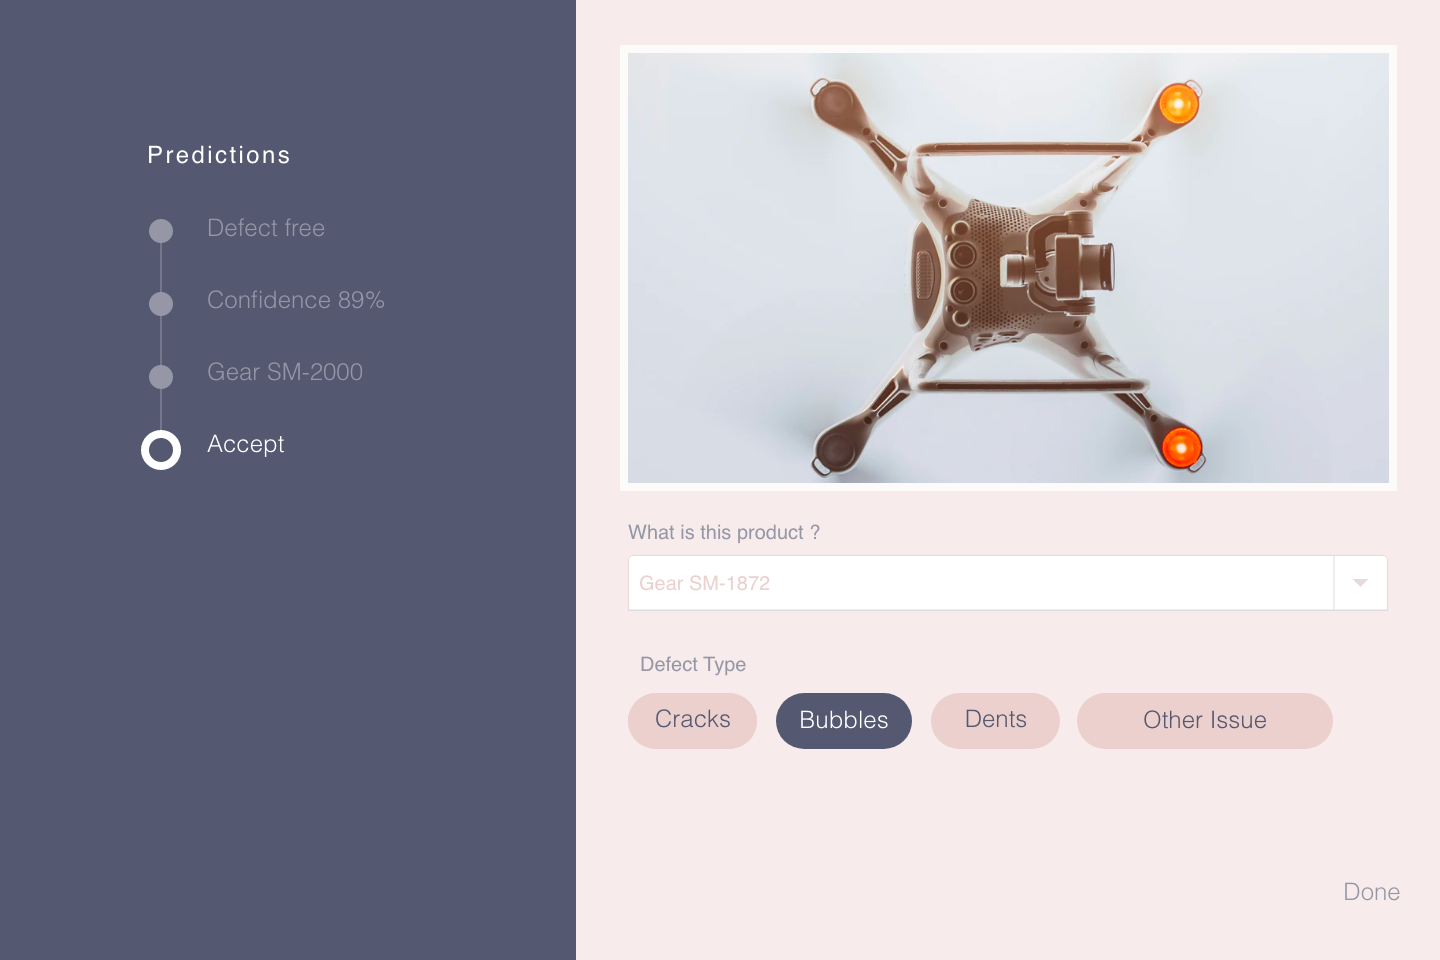 Predictions
Defect free
Confidence 89%
Gear SM-2000
Accept
What is this product ?
Gear SM-1872
Defect Type
Cracks
Bubbles
Dents
Other Issue
Done